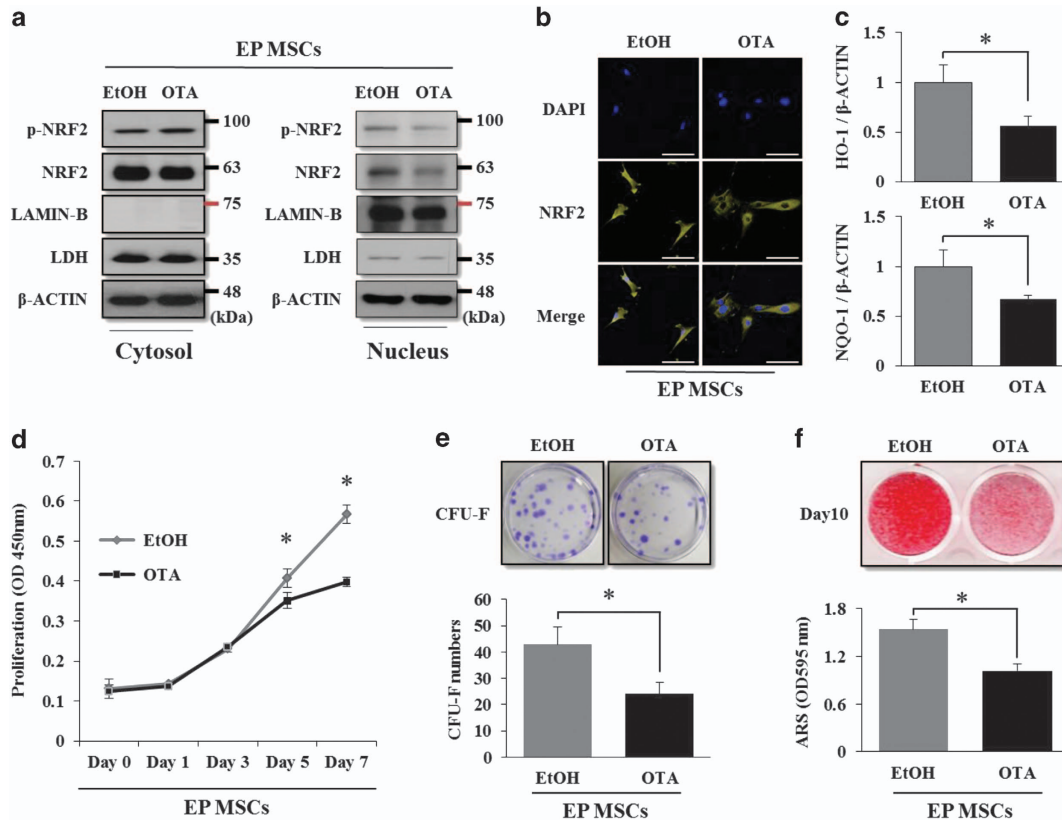 a
EP MSCs
EtOH OTA
p-NRF2
100
NRF2
63
LAMIN-B
75
LDH
35
β-ACTIN
48
(kDa)
Cytosol
EtOH OTA
p-NRF2
100
NRF2
63
LAMIN-B
75
LDH
35
β-ACTIN
48
(kDa)
Nucleus
b
EtOH OTA
DAPI
NRF2
Merge
EP MSCs
c
HO-1 / β-ACTIN
1.5
1
0.5
0
*
EtOH OTA
NQO-1 / β-ACTIN
1.5
1
0.5
0
*
EtOH OTA
d
Proliferation (OD 450nm)
0.7
0.6
0.5
0.4
0.3
0.2
0.1
0
EtOH
OTA
*
*
Day 0 Day 1 Day 3 Day 5 Day 7
EP MSCs
e
EtOH OTA
CFU-F
CFU-F numbers
60
50
40
30
20
10
0
*
EtOH OTA
EP MSCs
f
EtOH OTA
Day10
ARS (OD595 nm)
1.8
1.2
0.6
0
*
EtOH OTA
EP MSCs